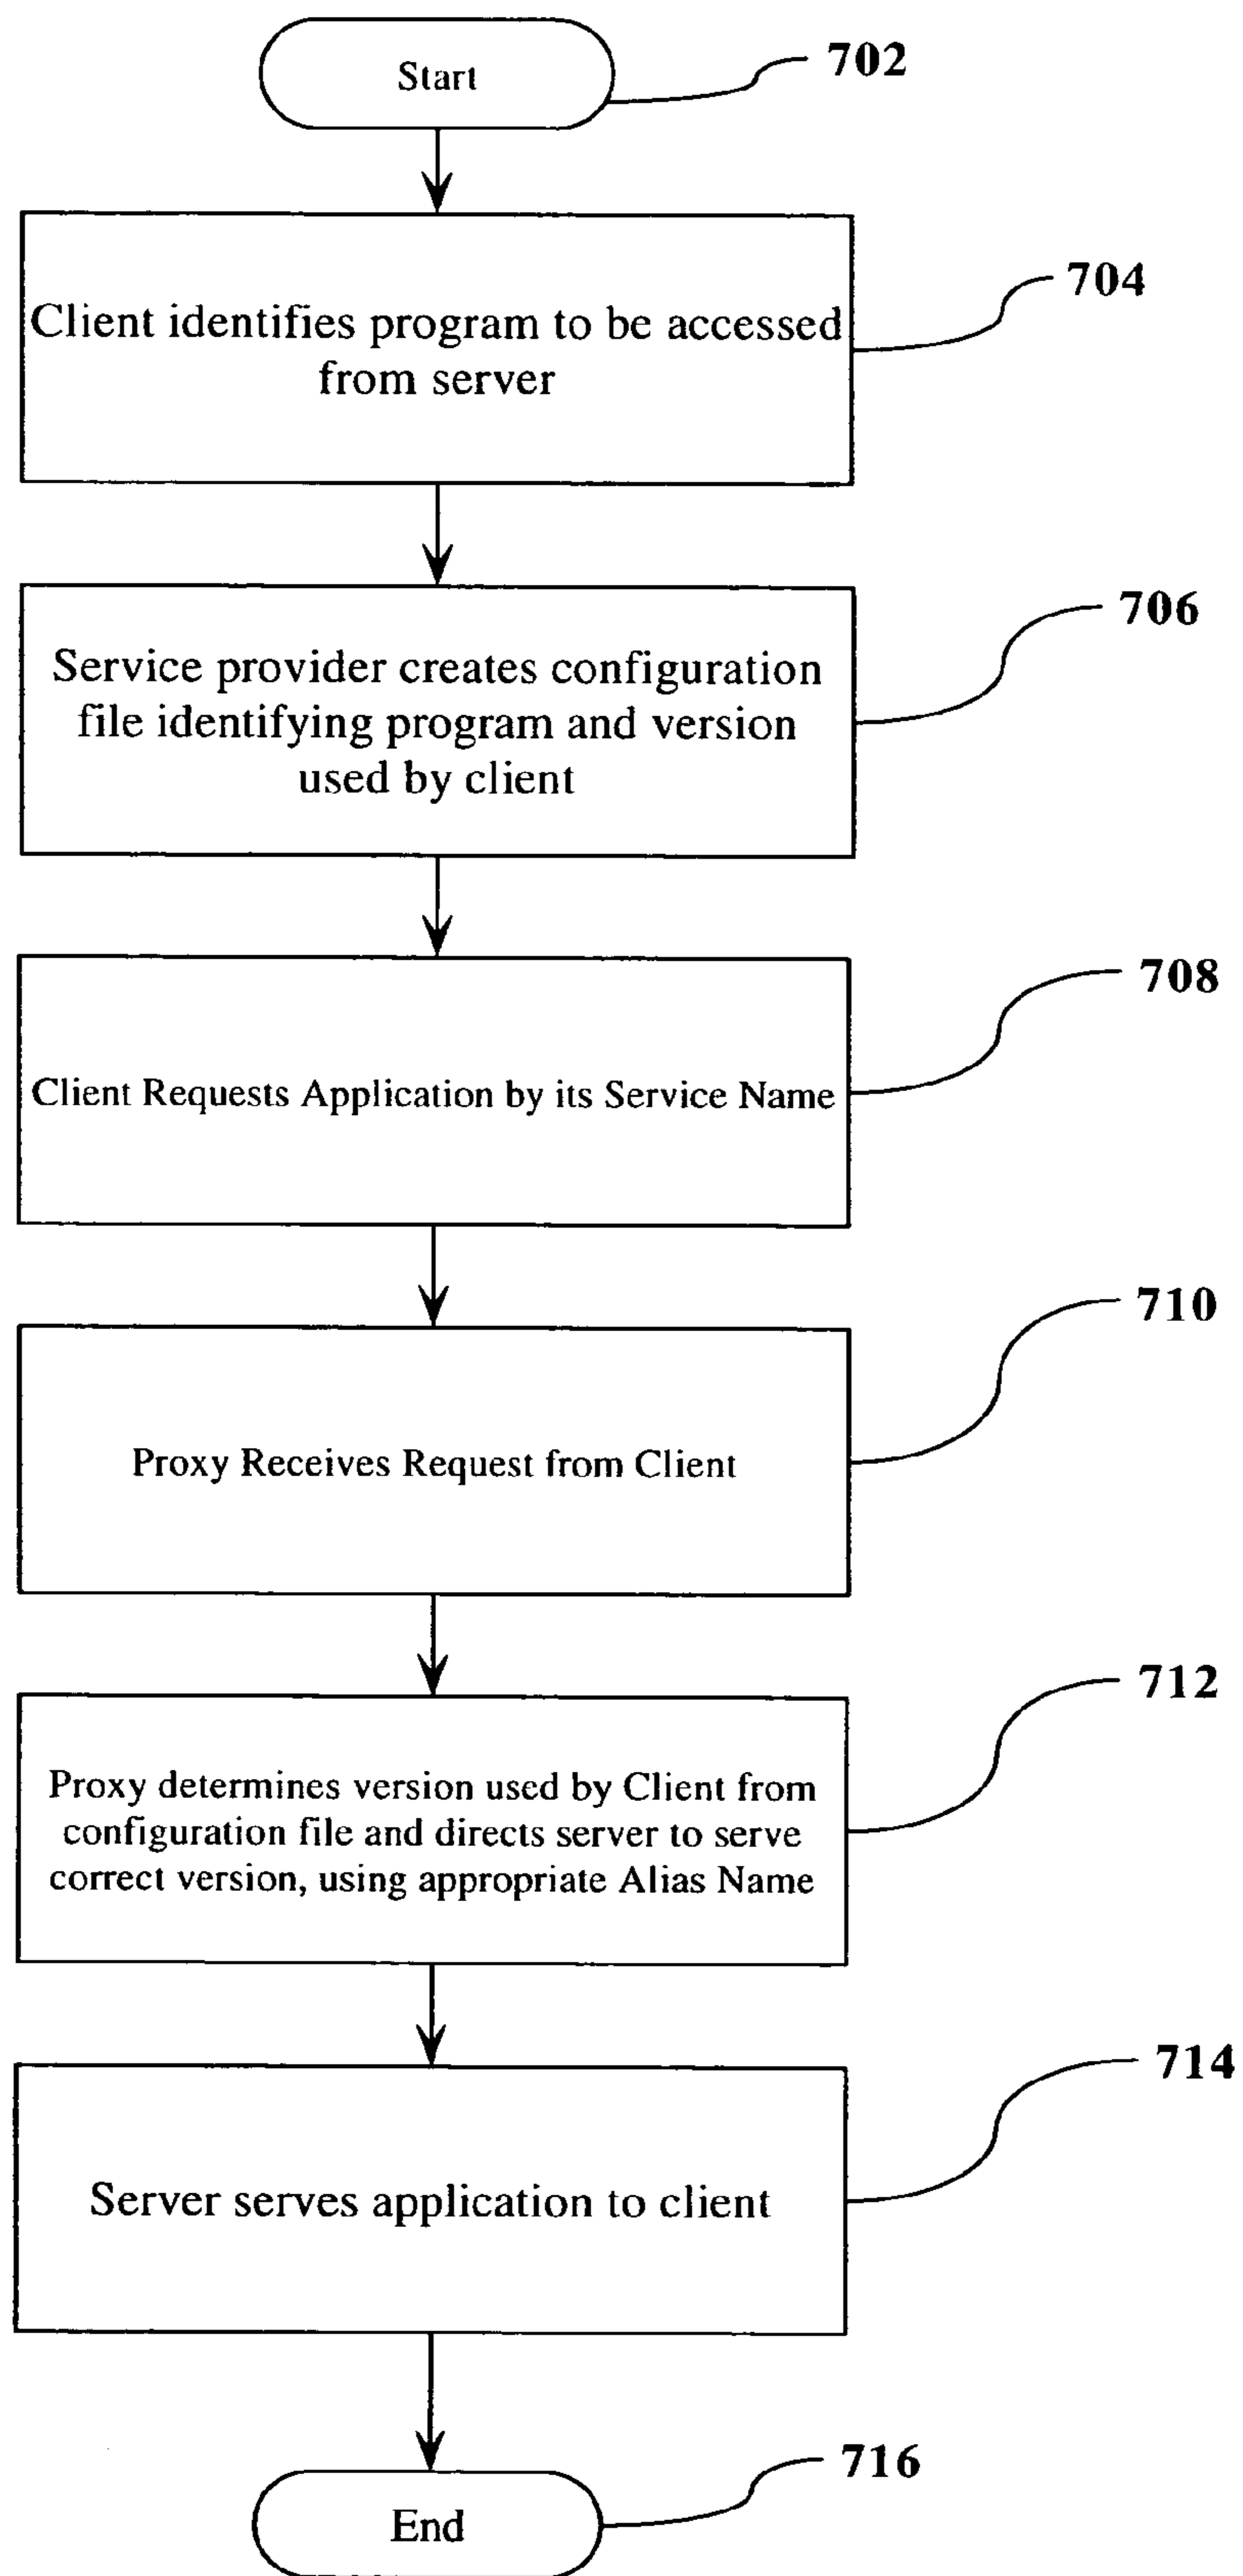 Start
702
Client identifies program to be accessed
from server
704
Service provider creates configuration
file identifying program and version
used by client
706
Client Requests Application by its Service Name
708
Proxy Receives Request from Client
710
Proxy determines version used by Client from
configuration file and directs server to serve
correct version, using appropriate Alias Name
712
Server serves application to client
714
End
716